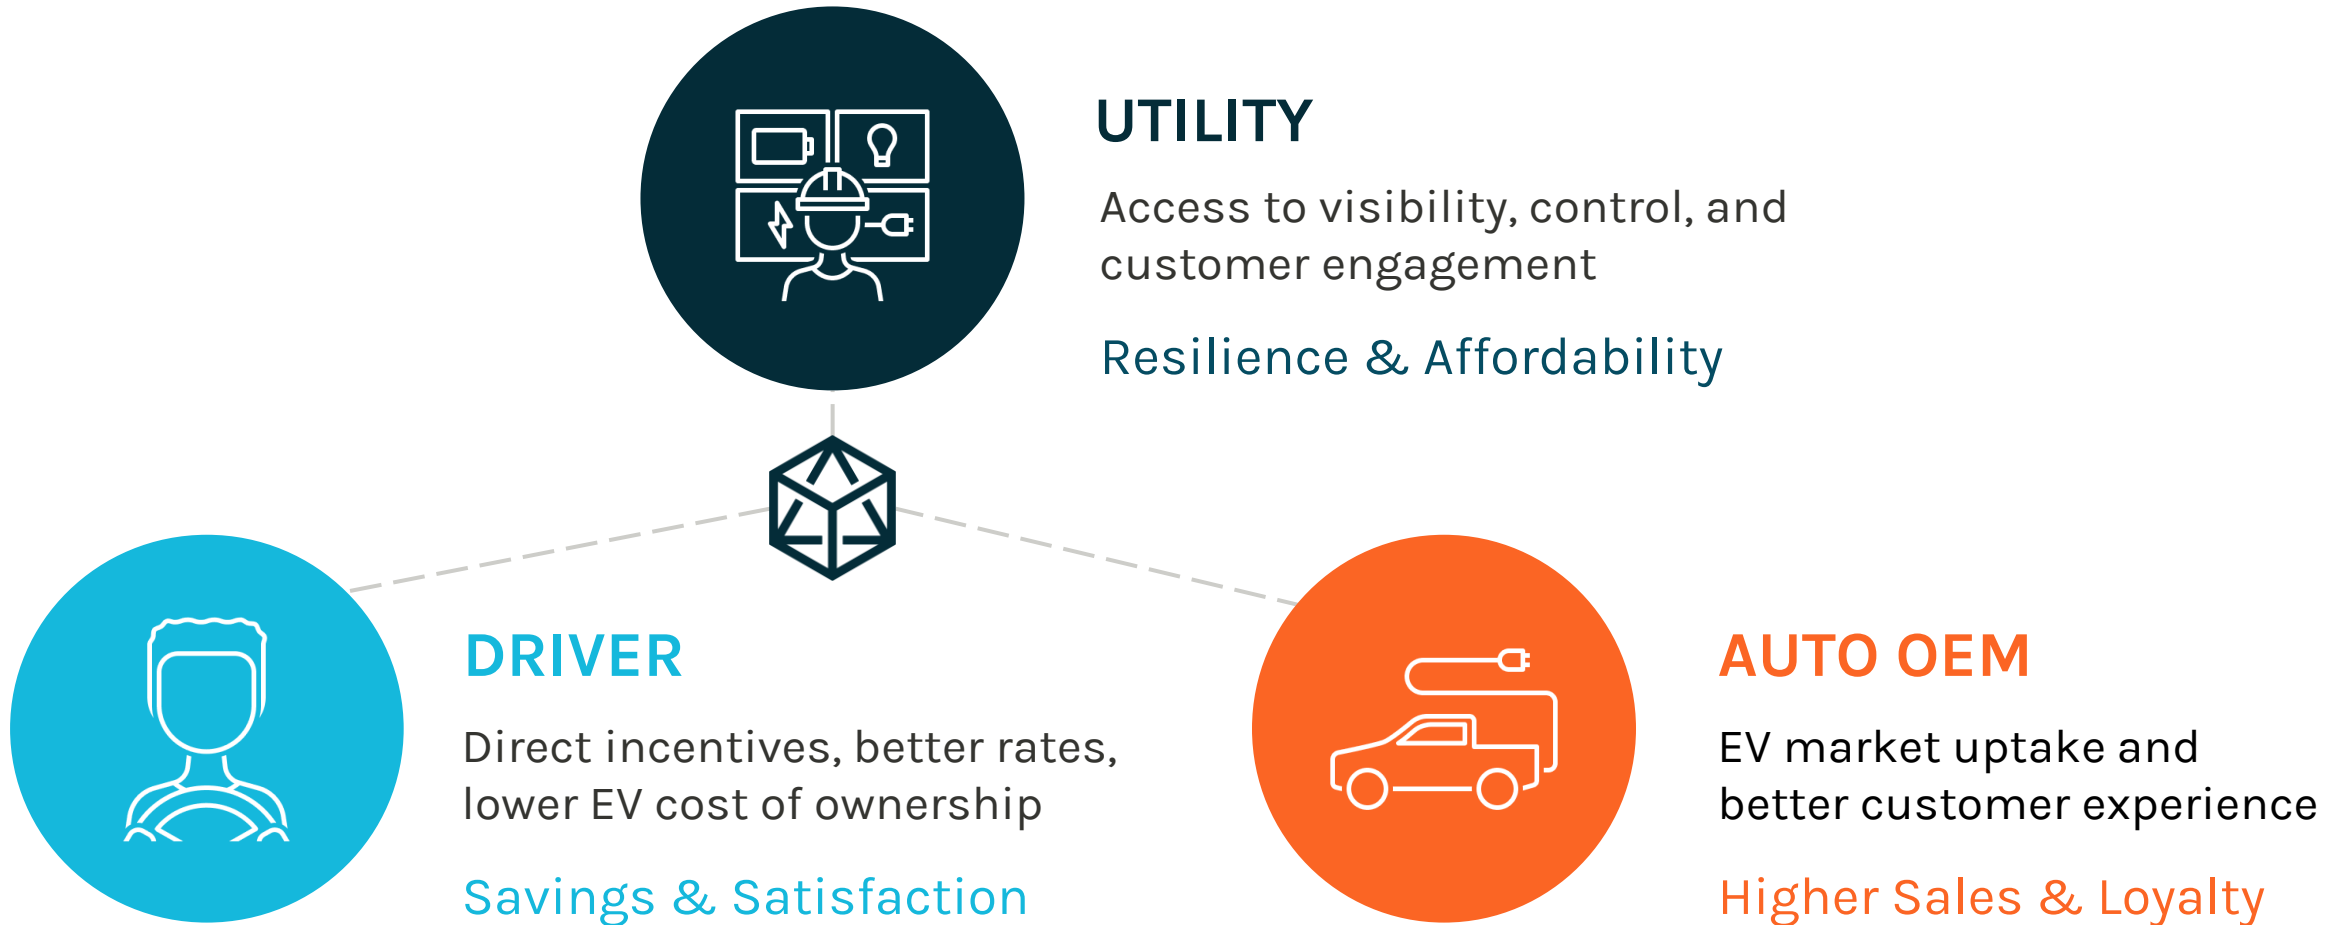 UTILITY
Access to visibility, control, and
customer engagement
Resilience & Affordability
DRIVER
Direct incentives, better rates,
lower EV cost of ownership
Savings & Satisfaction
AUTO OEM
EV market uptake and
better customer experience
Higher Sales & Loyalty